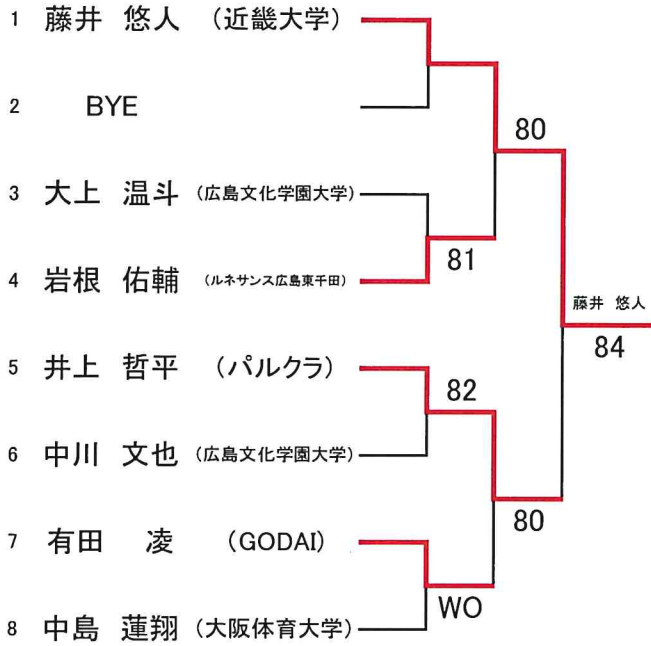 1 藤井 悠人 (近畿大学)
2 BYE
80
3 大上 温斗 (広島文化学園大学)
81
4 岩根 佑輔 (ルネサンス広島東千田)
藤井 悠人
84
5 井上 哲平 (パルクラ)
82
6 中川 文也 (広島文化学園大学)
80
7 有田 凌 (GODAI)
WO
8 中島 蓮翔 (大阪体育大学)